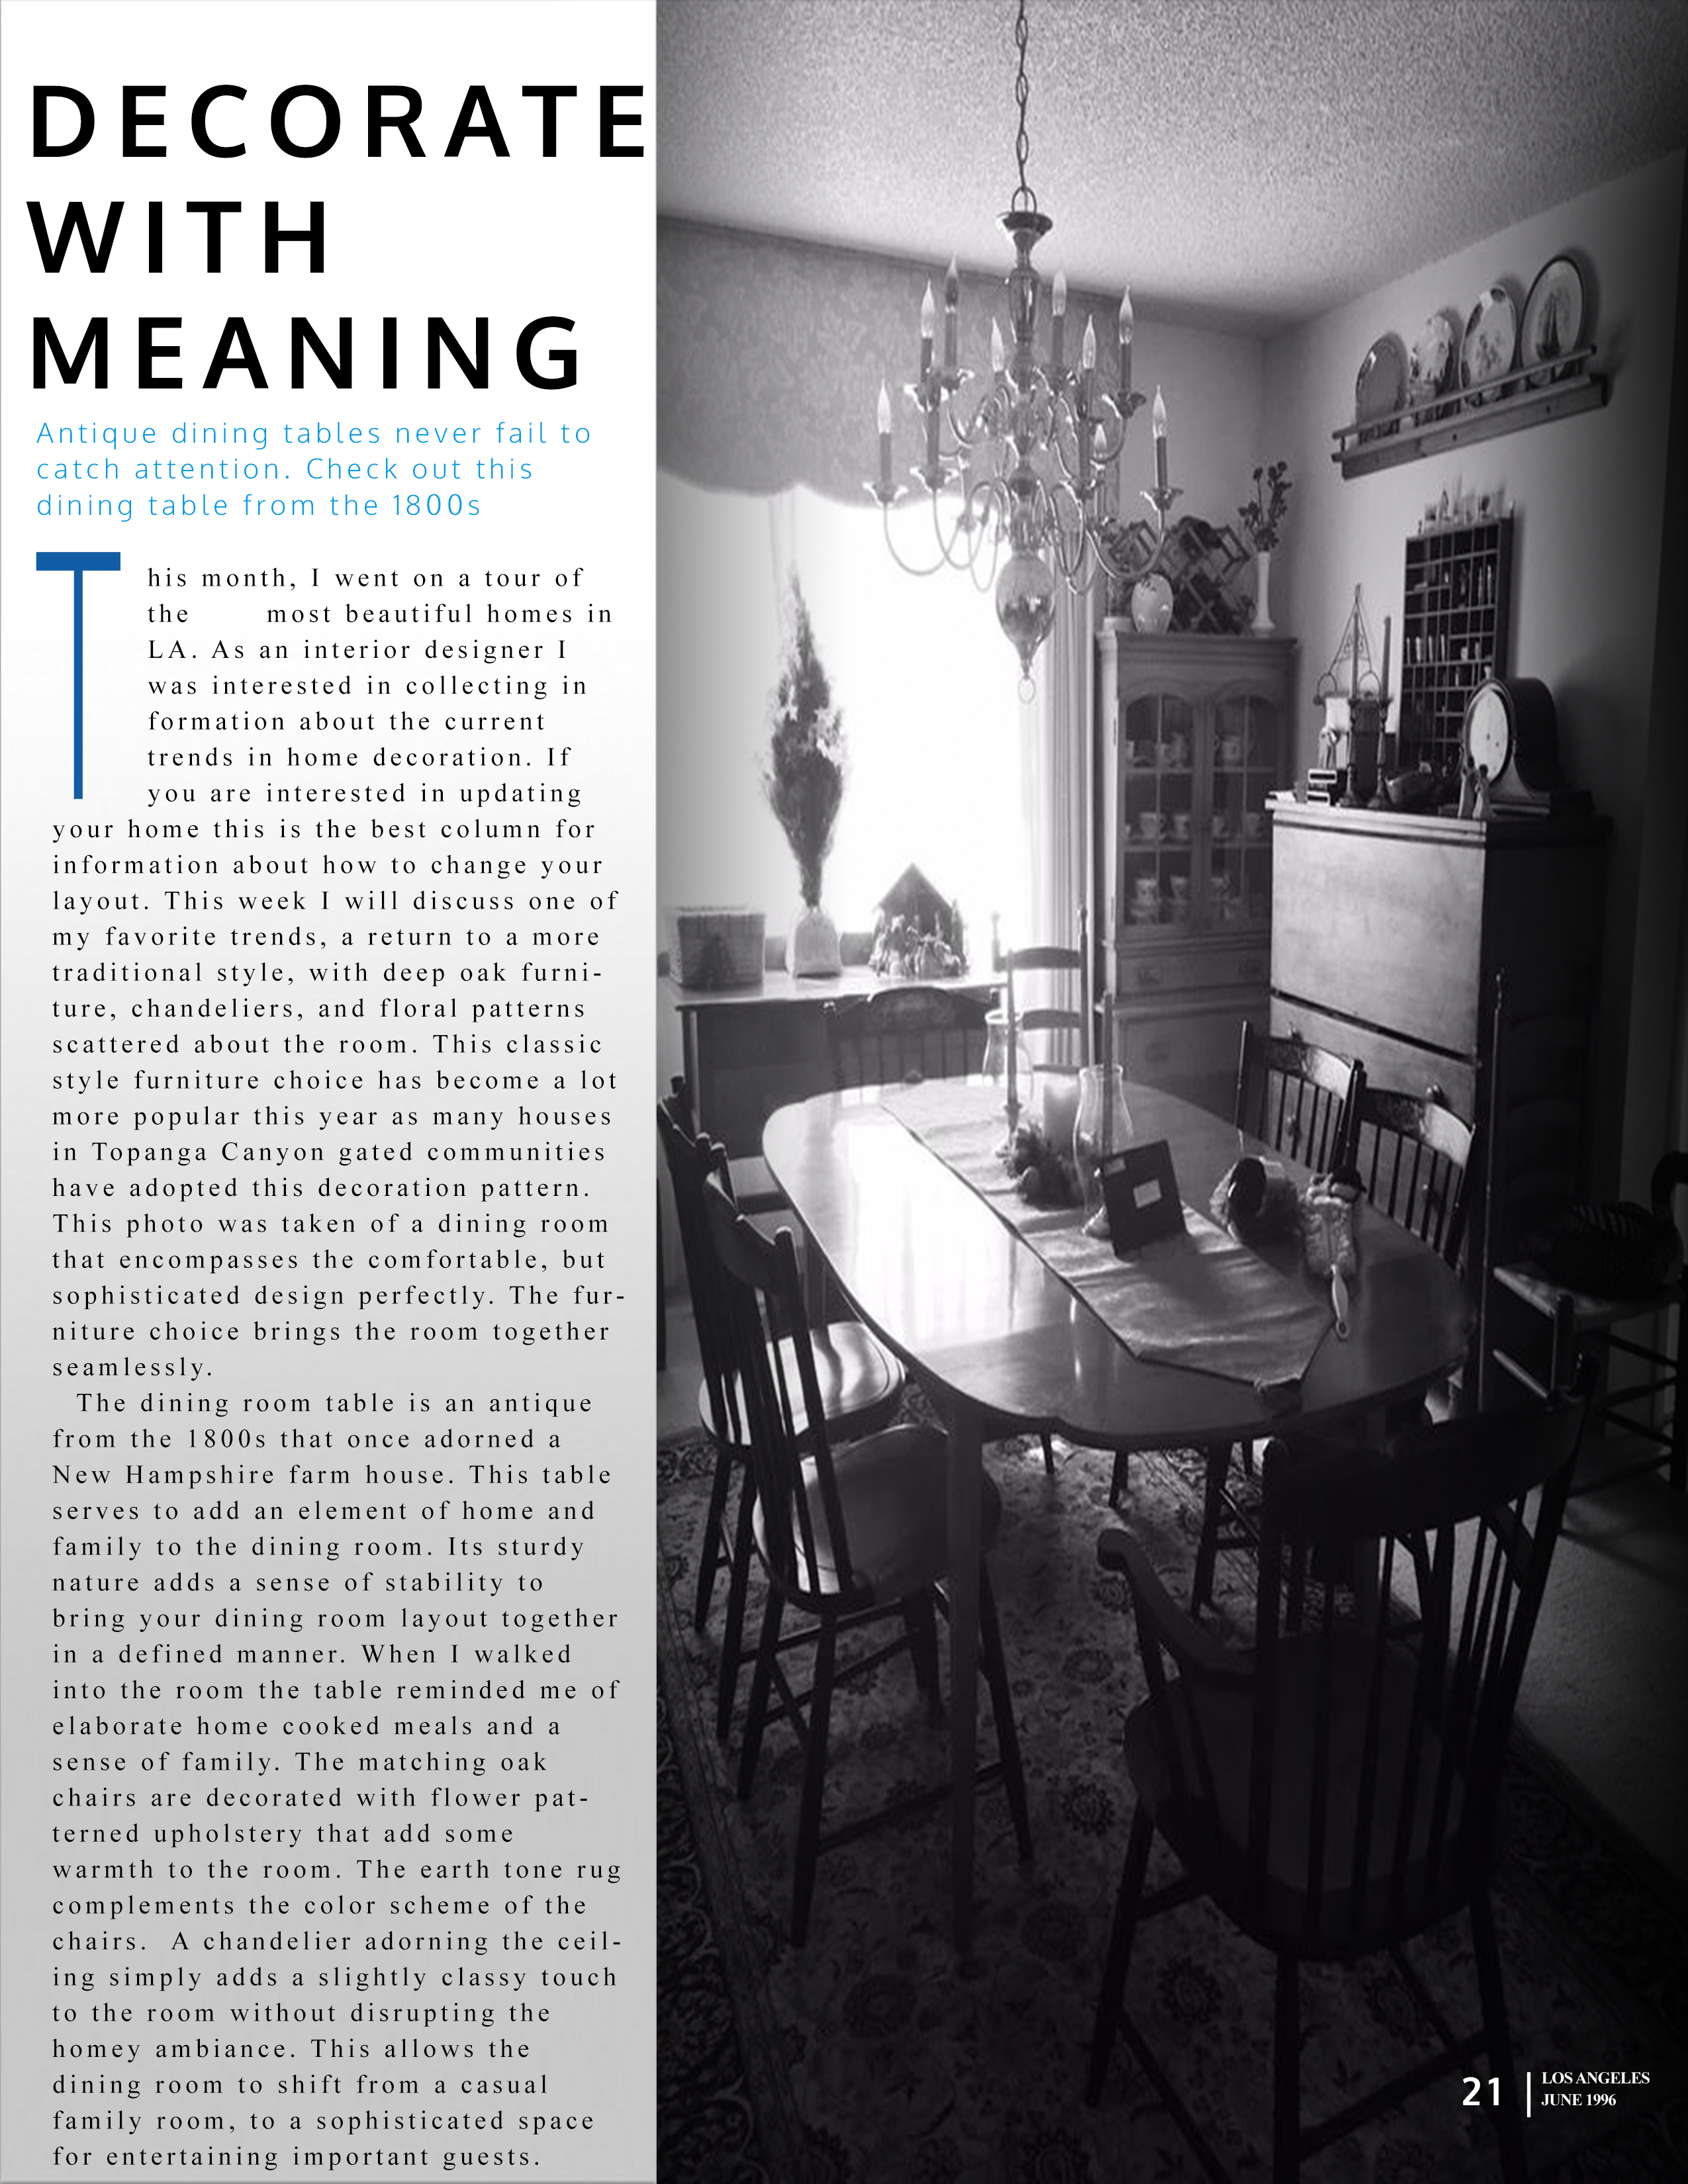 DECORATE
WITH
MEANING
Antique dining tables never fail to
catch attention. Check out this
dining table from the 1800s
This month, I went on a tour of
the most beautiful homes in
LA. As an interior designer I
was interested in collecting in
formation about the current
trends in home decoration. If
you are interested in updating
your home this is the best column for
information about how to change your
layout. This week I will discuss one of
my favorite trends, a return to a more
traditional style, with deep oak furni-
ture, chandeliers, and floral patterns
scattered about the room. This classic
style furniture choice has become a lot
more popular this year as many houses
in Topanga Canyon gated communities
have adopted this decoration pattern.
This photo was taken of a dining room
that encompasses the comfortable, but
sophisticated design perfectly. The fur-
niture choice brings the room together
seamlessly.
The dining room table is an antique
from the 1800s that once adorned a
New Hampshire farm house. This table
serves to add an element of home and
family to the dining room. Its sturdy
nature adds a sense of stability to
bring your dining room layout together
in a defined manner. When I walked
into the room the table reminded me of
elaborate home cooked meals and a
sense of family. The matching oak
chairs are decorated with flower pat-
terned upholstery that add some
warmth to the room. The earth tone rug
complements the color scheme of the
chairs.  A chandelier adorning the ceil-
ing simply adds a slightly classy touch
to the room without disrupting the
homey ambiance. This allows the
dining room to shift from a casual
family room, to a sophisticated space
for entertaining important guests.
21
LOS ANGELES
JUNE 1996